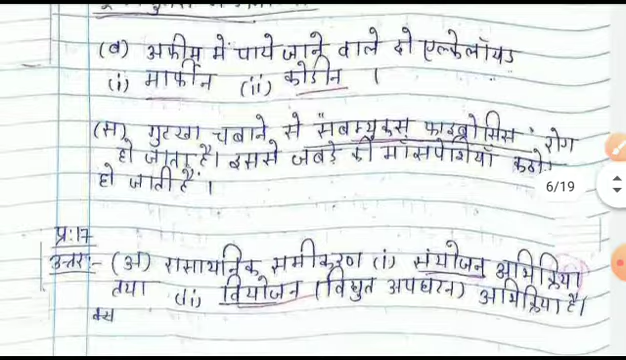 (ब) अफीम में पाये जाने वाले दो एल्केलॉयड
(i) मार्फीन (ii) कोडीन ।
(स) गुटखा चबाने से सबम्युकस फाइब्रोसिस रोग
हो जाता है। इससे जबड़े की माँसपेशियाँ कठो
हो जाती हैं ।
6/19
प्र:17
उत्तर:- (अ) रासायनिक समीकरण (i) संयोजन अभिक्रिया
तथा (ii) वियोजन (विधुत अपघटन) अभिक्रिया है।